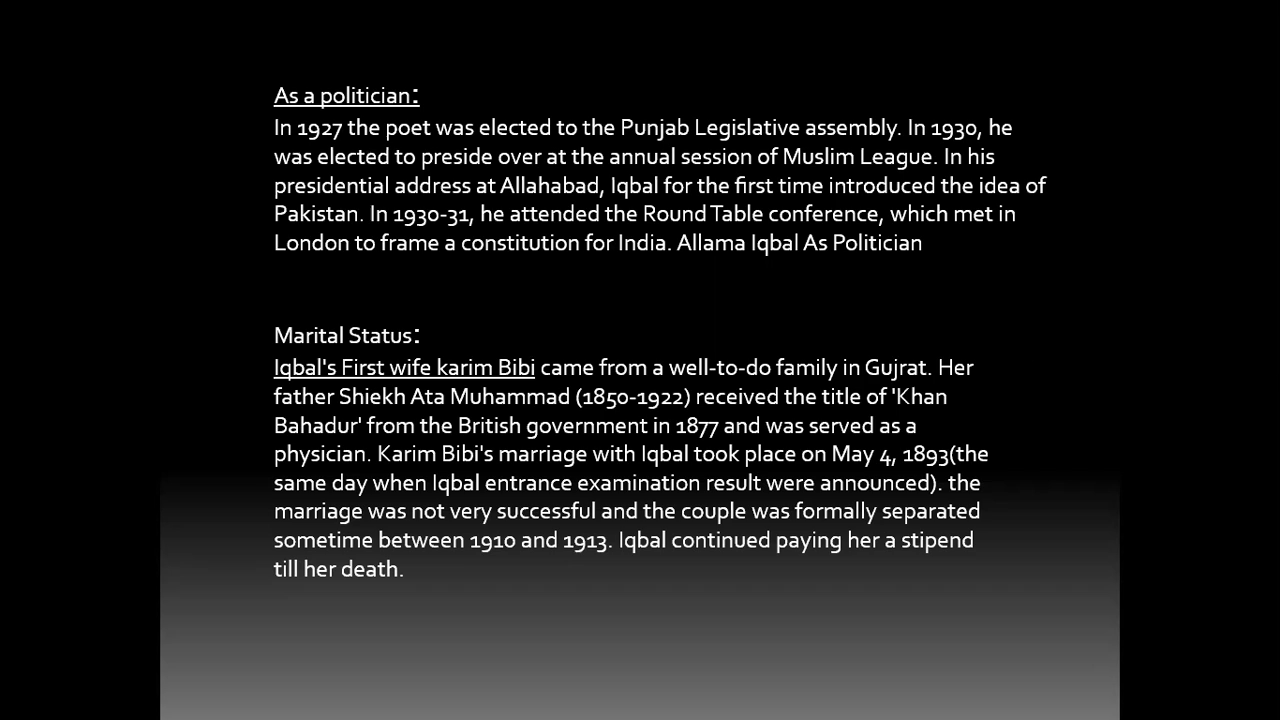 As a politician:
In 1927 the poet was elected to the Punjab Legislative assembly. In 1930, he
was elected to preside over at the annual session of Muslim League. In his
presidential address at Allahabad, Iqbal for the first time introduced the idea of
Pakistan. In 1930-31, he attended the Round Table conference, which met in
London to frame a constitution for India. Allama Iqbal As Politician
Marital Status:
Iqbal's First wife karim Bibi came from a well-to-do family in Gujrat. Her
father Shiekh Ata Muhammad (1850-1922) received the title of 'Khan
Bahadur' from the British government in 1877 and was served as a
physician. Karim Bibi's marriage with Iqbal took place on May 4, 1893(the
same day when Iqbal entrance examination result were announced). the
marriage was not very successful and the couple was formally separated
sometime between 1910 and 1913. Iqbal continued paying her a stipend
till her death.